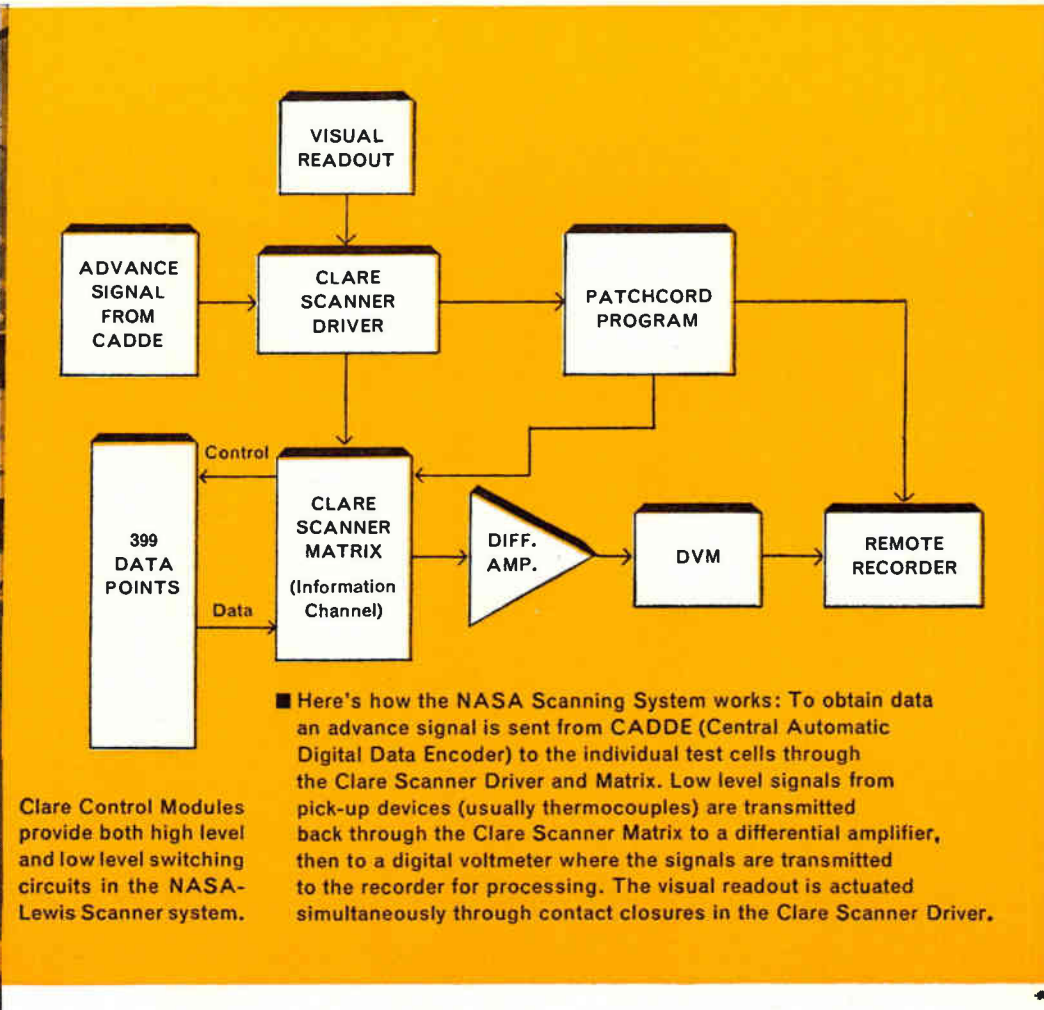 VISUAL
READOUT
ADVANCE
SIGNAL
FROM
CADDE
CLARE
SCANNER
DRIVER
PATCHCORD
PROGRAM
Control
399
DATA
POINTS
Data
CLARE
SCANNER
MATRIX
(Information
Channel)
DIFF.
AMP.
DVM
REMOTE
RECORDER
■ Here's how the NASA Scanning System works: To obtain data
an advance signal is sent from CADDE (Central Automatic
Digital Data Encoder) to the individual test cells through
the Clare Scanner Driver and Matrix. Low level signals from
pick-up devices (usually thermocouples) are transmitted
back through the Clare Scanner Matrix to a differential amplifier,
then to a digital voltmeter where the signals are transmitted
to the recorder for processing. The visual readout is actuated
simultaneously through contact closures in the Clare Scanner Driver.
Clare Control Modules
provide both high level
and low level switching
circuits in the NASA-
Lewis Scanner system.